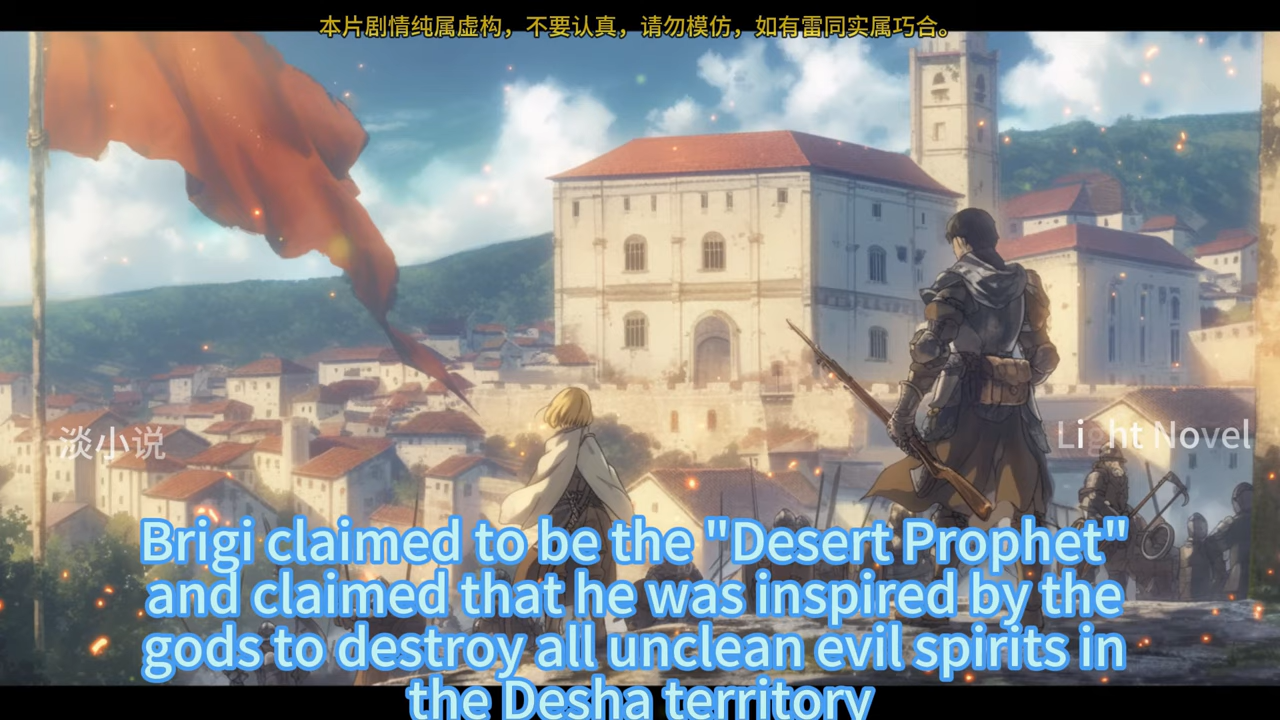 本片剧情纯属虚构，不要认真，请勿模仿，如有雷同实属巧合。
淡小说
Light Novel
Brigi claimed to be the "Desert Prophet"
and claimed that he was inspired by the
gods to destroy all unclean evil spirits in
the Desha territory